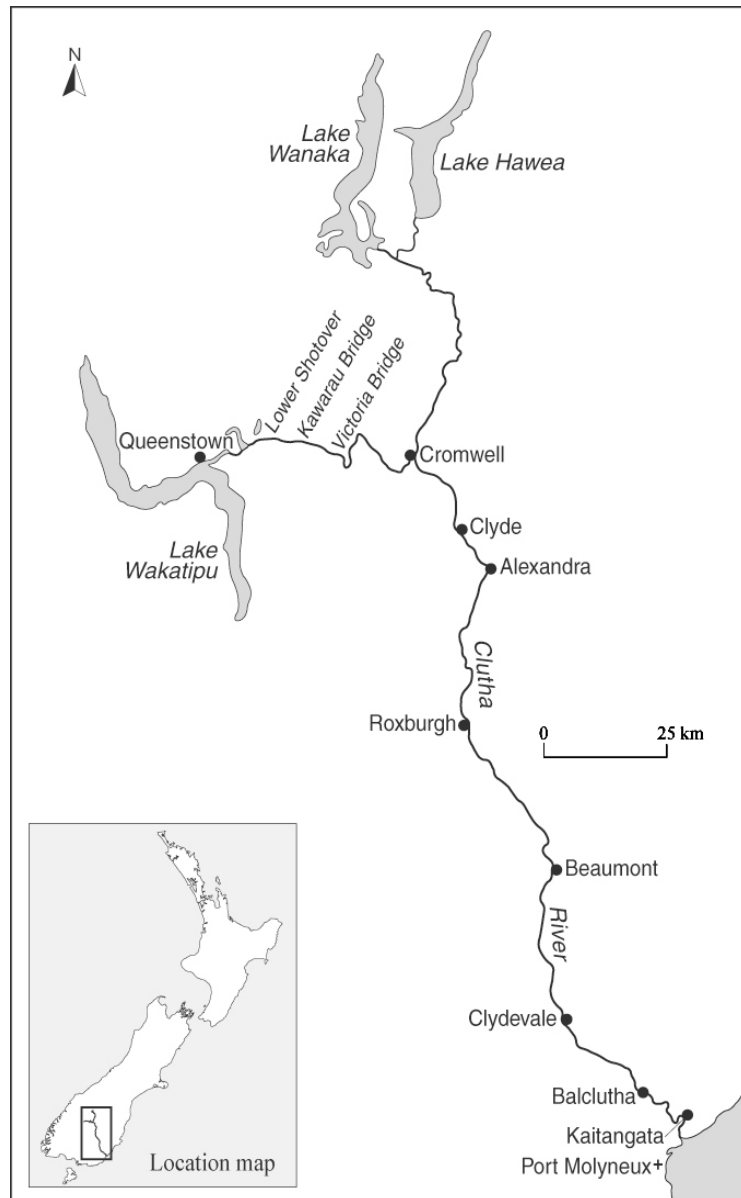 N
Lake
Wanaka
Lake Hawea
Lower Shotover
Kawarau Bridge
Victoria Bridge
Queenstown
Cromwell
Clyde
Lake
Wakatipu
Alexandra
Clutha
Roxburgh
0 25 km
Beaumont
River
Clydevale
Balclutha
Kaitangata
Port Molyneux+
Location map